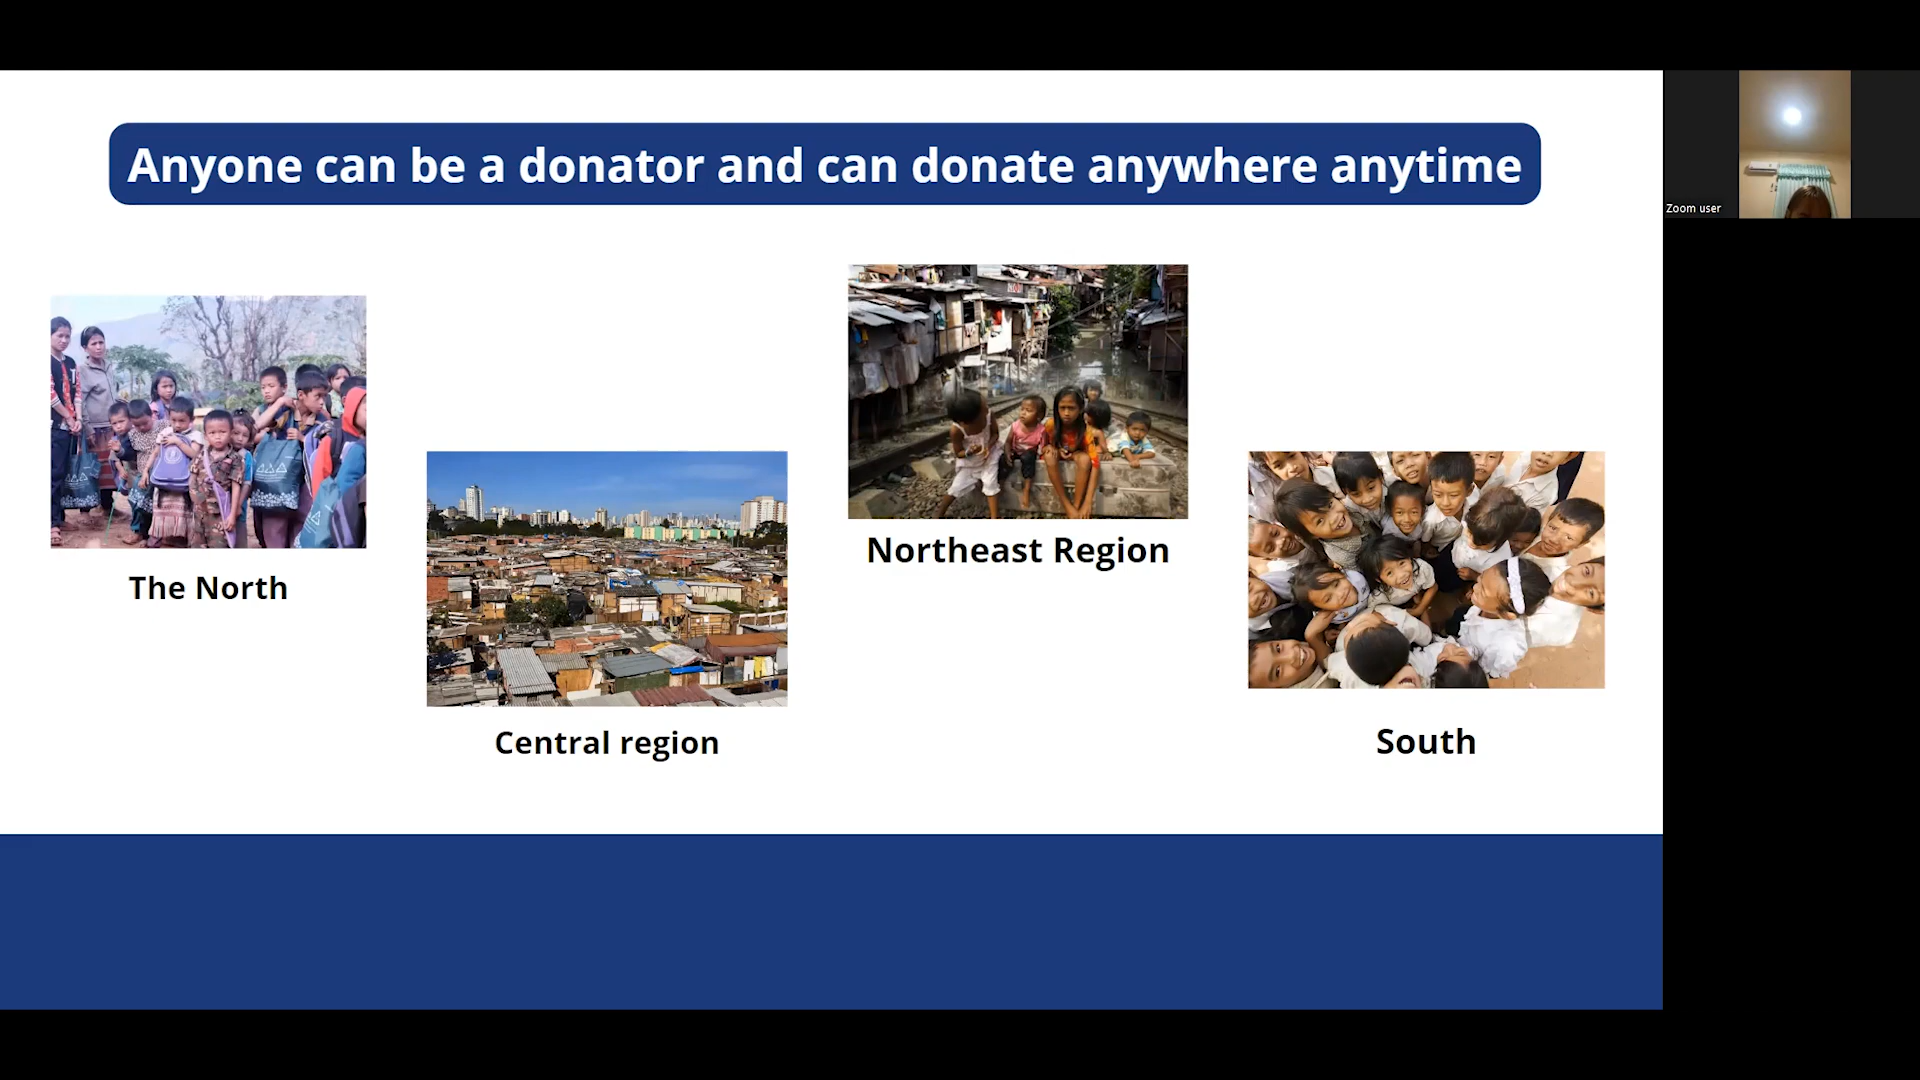 Anyone can be a donator and can donate anywhere anytime
Zoom user
The North
Central region
Northeast Region
South